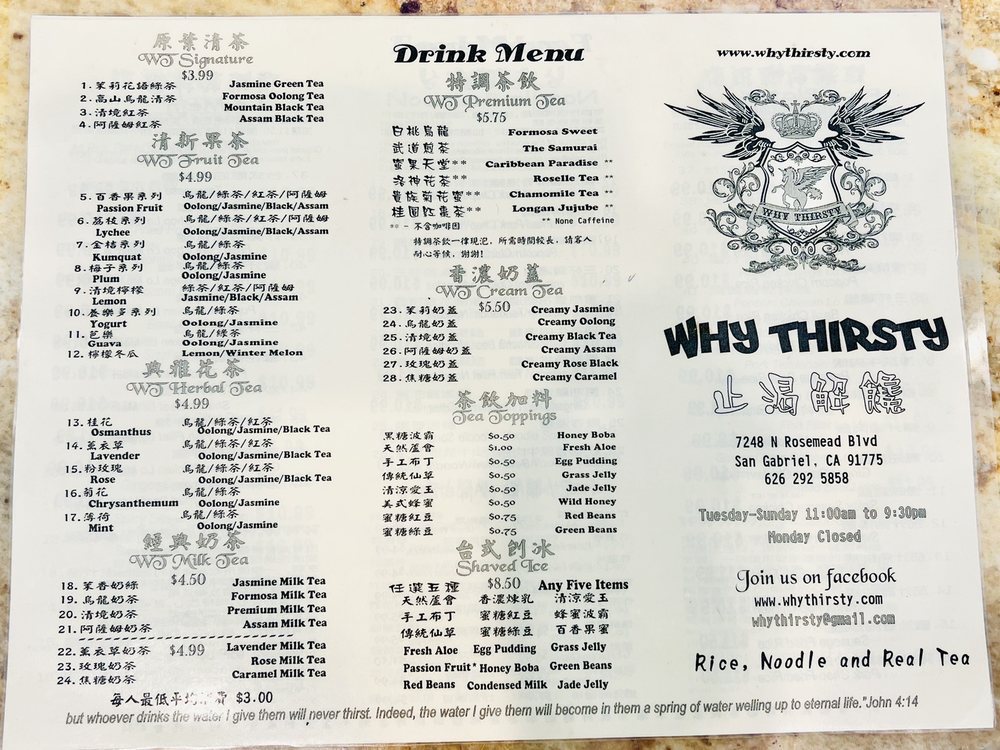 原葉清茶
WT Signature
$3.99
1. 茉莉花語綠茶 Jasmine Green Tea
2. 高山烏龍清茶 Formosa Oolong Tea
3. 清境紅茶 Mountain Black Tea
4. 阿薩姆紅茶 Assam Black Tea
清新果茶
WT Fruit Tea
$4.99
5. 百香果系列 烏龍/綠茶/紅茶/阿薩姆
Passion Fruit Oolong/Jasmine/Black/Assam
6. 荔枝系列 烏龍/綠茶/紅茶/阿薩姆
Lychee Oolong/Jasmine/Black/Assam
7. 金桔系列 烏龍/綠茶
Kumquat Oolong/Jasmine
8. 梅子系列 烏龍/綠茶
Plum Oolong/Jasmine
9. 清境檸檬 綠茶/紅茶/阿薩姆
Lemon Jasmine/Black/Assam
10. 養樂多系列 烏龍/綠茶
Yogurt Oolong/Jasmine
11. 芭樂 烏龍/綠茶
Guava Oolong/Jasmine
12. 檸檬冬瓜 Lemon/Winter Melon
典雅花茶
WT Herbal Tea
$4.99
13. 桂花 烏龍/綠茶/紅茶
Osmanthus Oolong/Jasmine/Black Tea
14. 薰衣草 烏龍/綠茶/紅茶
Lavender Oolong/Jasmine/Black Tea
15. 粉玫瑰 烏龍/綠茶/紅茶
Rose Oolong/Jasmine/Black Tea
16. 菊花 烏龍/綠茶
Chrysanthemum Oolong/Jasmine
17. 薄荷 烏龍/綠茶
Mint Oolong/Jasmine
經典奶茶
WT Milk Tea
$4.50
18. 茉香奶綠 Jasmine Milk Tea
19. 烏龍奶茶 Formosa Milk Tea
20. 清境奶茶 Premium Milk Tea
21. 阿薩姆奶茶 Assam Milk Tea
22. 薰衣草奶茶 $4.99 Lavender Milk Tea
23. 玫瑰奶茶 Rose Milk Tea
24. 焦糖奶茶 Caramel Milk Tea
每人最低平均消費 $3.00
Drink Menu
特調茶飲
WT Premium Tea
$5.75
白桃烏龍 Formosa Sweet
武道煎茶 The Samurai
蜜果天堂** Caribbean Paradise **
洛神花茶** Roselle Tea **
貴族菊花蜜** Chamomile Tea **
桂圓紅棗茶** Longan Jujube **
** - 不含咖啡因 ** None Caffeine
特調茶飲一律現沏，所需時間較長，請客人
耐心等候，謝謝!
香濃奶蓋
WT Cream Tea
$5.50
23. 茉莉奶蓋 Creamy Jasmine
24. 烏龍奶蓋 Creamy Oolong
25. 清境奶蓋 Creamy Black Tea
26. 阿薩姆奶蓋 Creamy Assam
27. 玫瑰奶蓋 Creamy Rose Black
28. 焦糖奶蓋 Creamy Caramel
茶飲加料
Tea Toppings
黑糖波霸 $0.50 Honey Boba
天然蘆會 $1.00 Fresh Aloe
手工布丁 $0.50 Egg Pudding
傳統仙草 $0.50 Grass Jelly
清涼愛玉 $0.50 Jade Jelly
美式蜂蜜 $0.50 Wild Honey
蜜糖紅豆 $0.75 Red Beans
蜜糖綠豆 $0.75 Green Beans
台式刨冰
Shaved Ice
任選五種 $8.50 Any Five Items
天然蘆會 香濃煉乳 清涼愛玉
手工布丁 蜜糖紅豆 蜂蜜波霸
傳統仙草 蜜糖綠豆 百香果蜜
Fresh Aloe Egg Pudding Grass Jelly
Passion Fruit* Honey Boba Green Beans
Red Beans Condensed Milk Jade Jelly
www.whythirsty.com
WHY THIRSTY
WHY THIRSTY
止渴解饞
7248 N Rosemead Blvd
San Gabriel, CA 91775
626 292 5858
Tuesday-Sunday 11:00am to 9:30pm
Monday Closed
Join us on facebook
www.whythirsty.com
whythirsty@gmail.com
Rice, Noodle and Real Tea
but whoever drinks the water I give them will never thirst. Indeed, the water I give them will become in them a spring of water welling up to eternal life."John 4:14